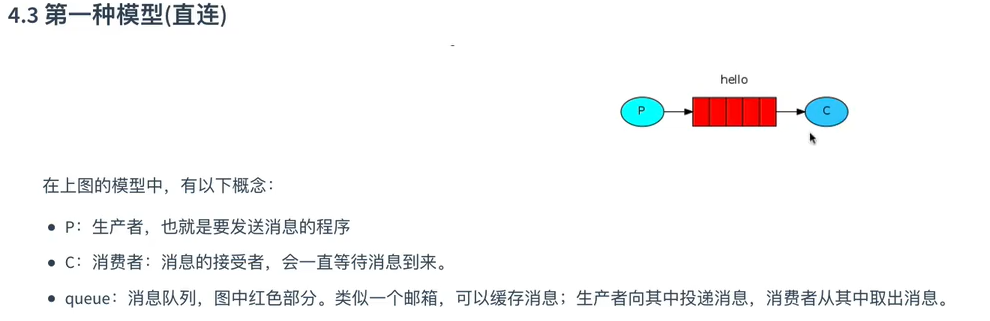 4.3 第一种模型(直连)
hello
P
C
在上图的模型中，有以下概念：
P：生产者，也就是要发送消息的程序
C：消费者：消息的接受者，会一直等待消息到来。
queue：消息队列，图中红色部分。类似一个邮箱，可以缓存消息；生产者向其中投递消息，消费者从其中取出消息。